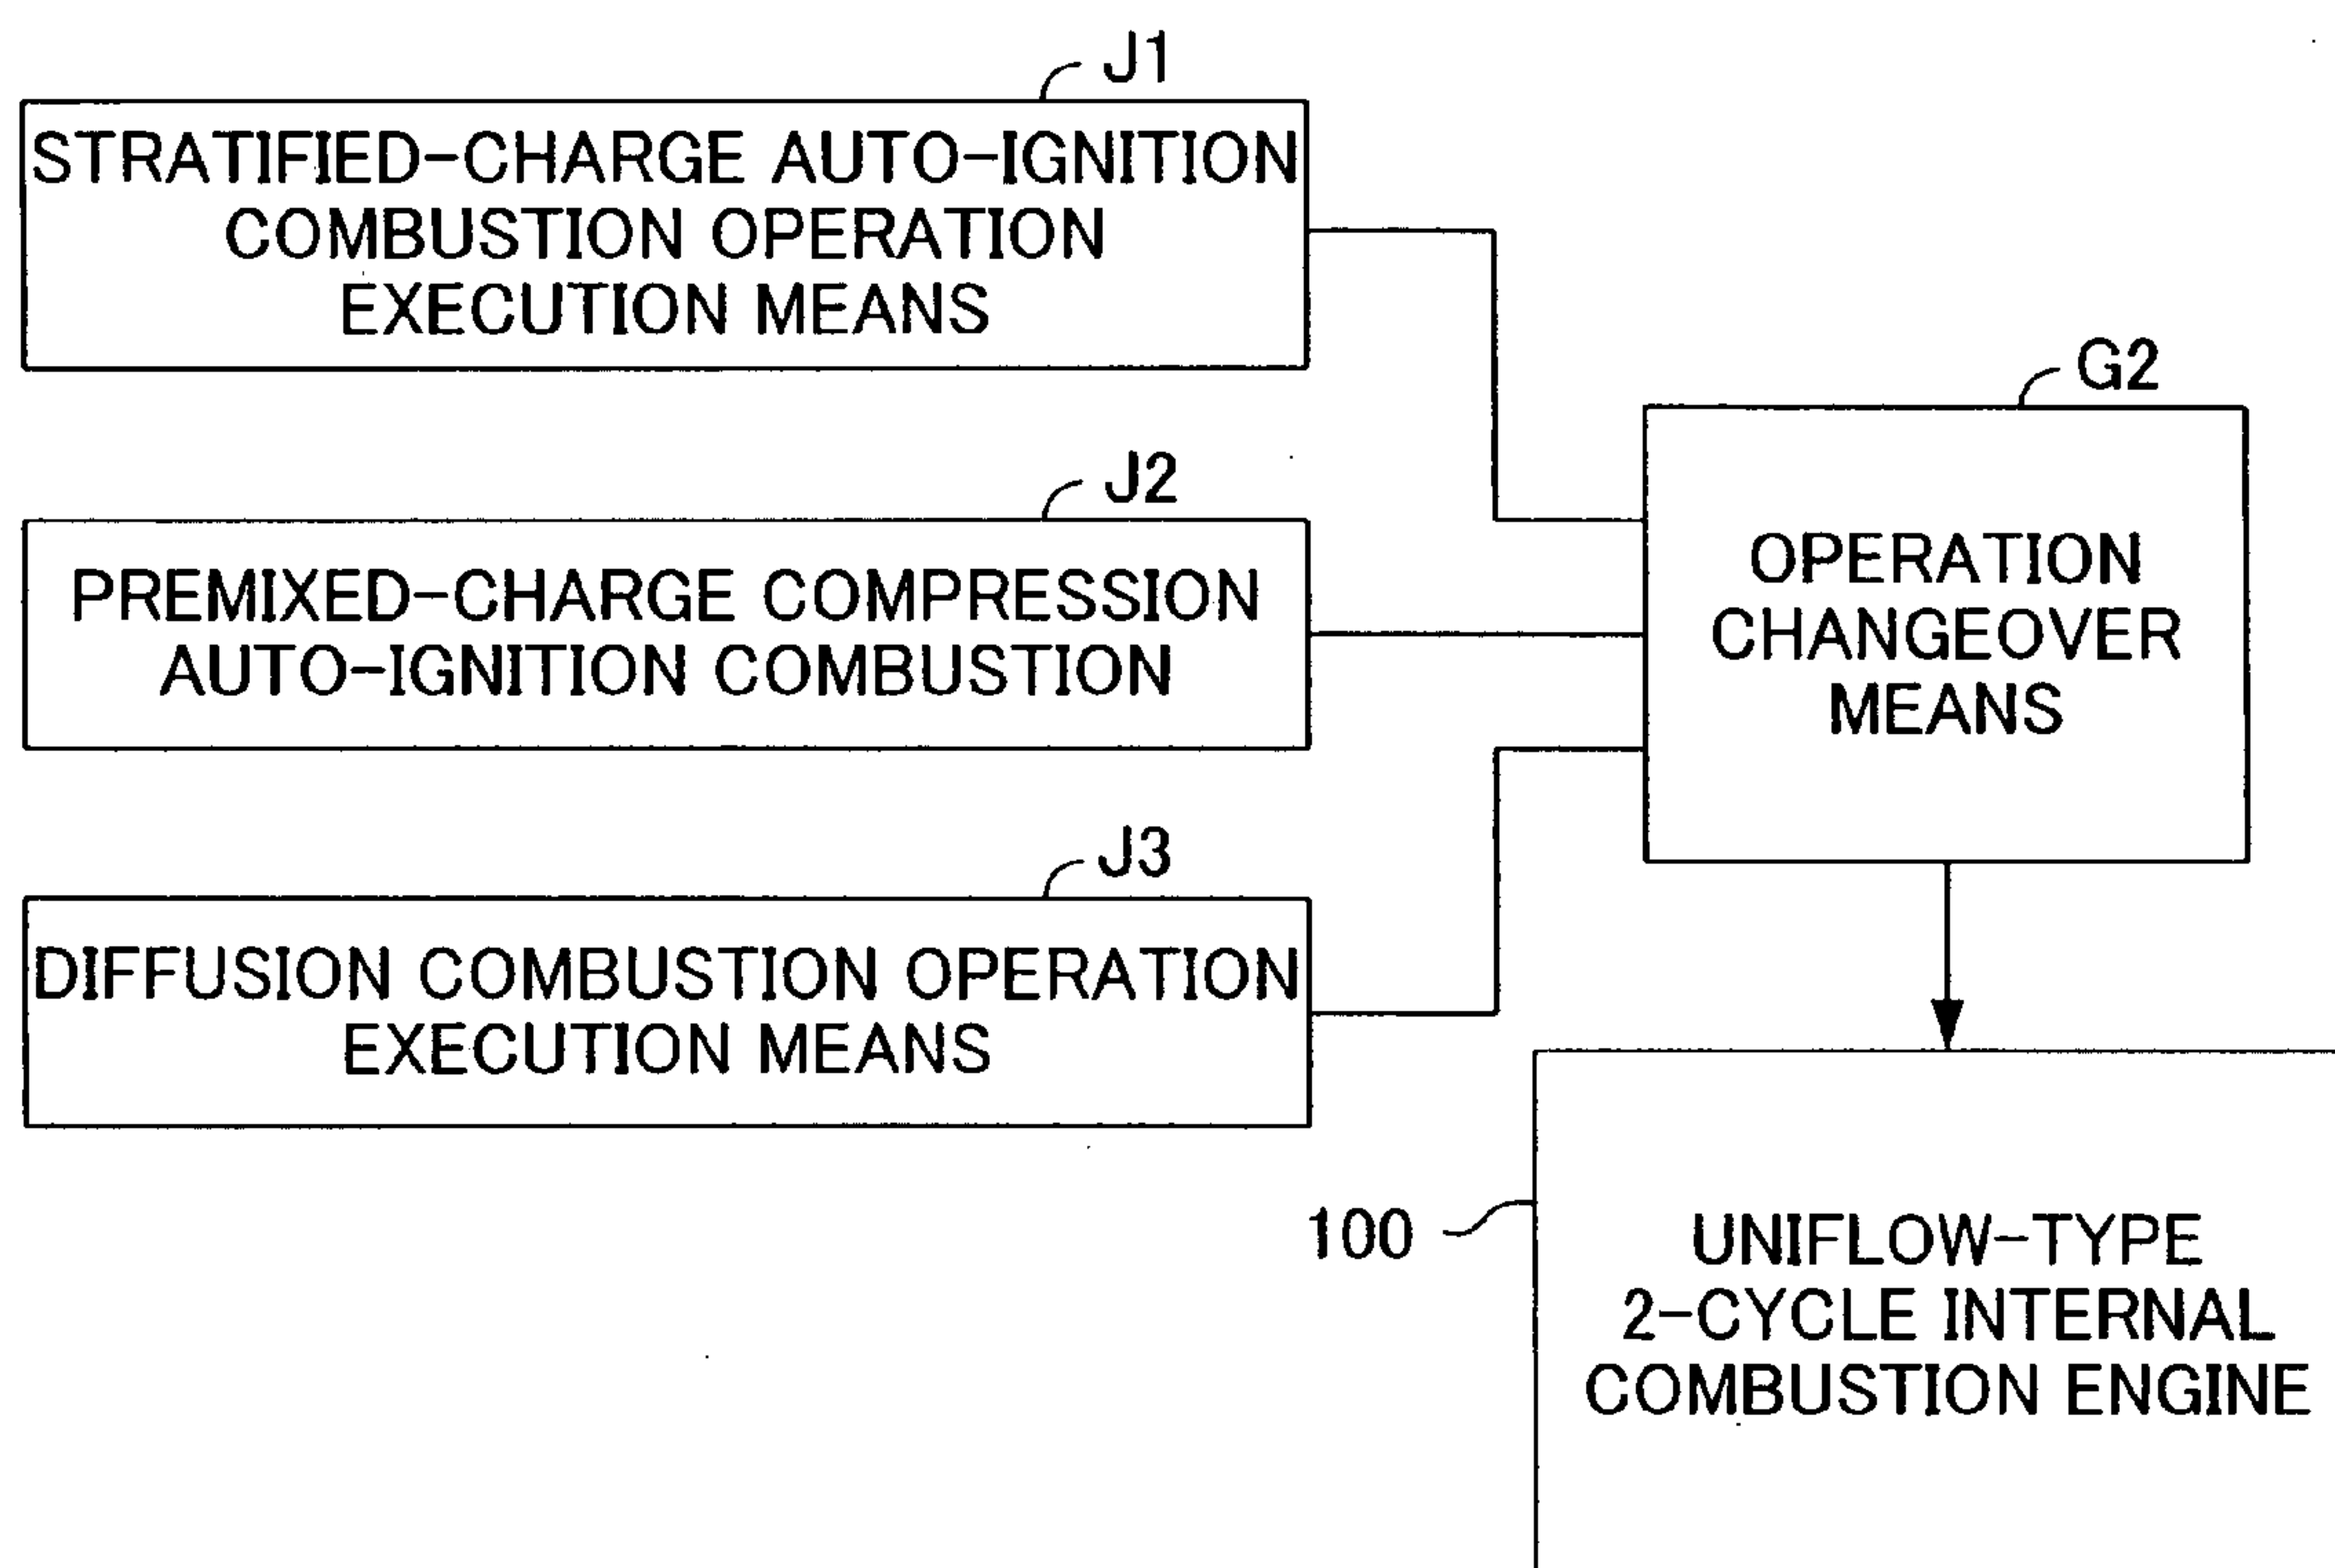 J1
STRATIFIED-CHARGE AUTO-IGNITION
COMBUSTION OPERATION
EXECUTION MEANS
G2
J2
PREMIXED-CHARGE COMPRESSION
AUTO-IGNITION COMBUSTION
OPERATION
CHANGEOVER
MEANS
J3
DIFFUSION COMBUSTION OPERATION
EXECUTION MEANS
100
UNIFLOW-TYPE
2-CYCLE INTERNAL
COMBUSTION ENGINE